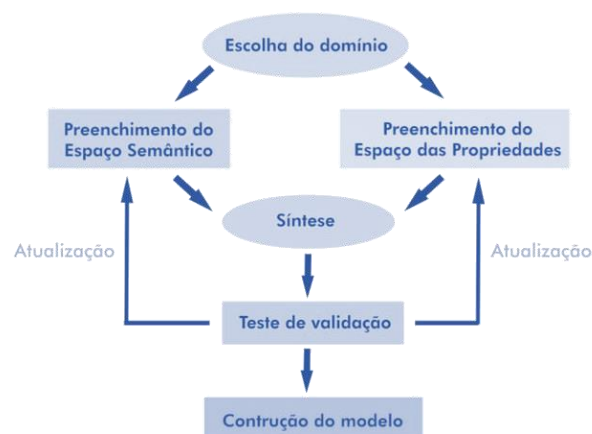 Escolha do domínio
Preenchimento do
Espaço Semântico
Preenchimento do
Espaço das Propriedades
Síntese
Atualização
Atualização
Teste de validação
Contrução do modelo